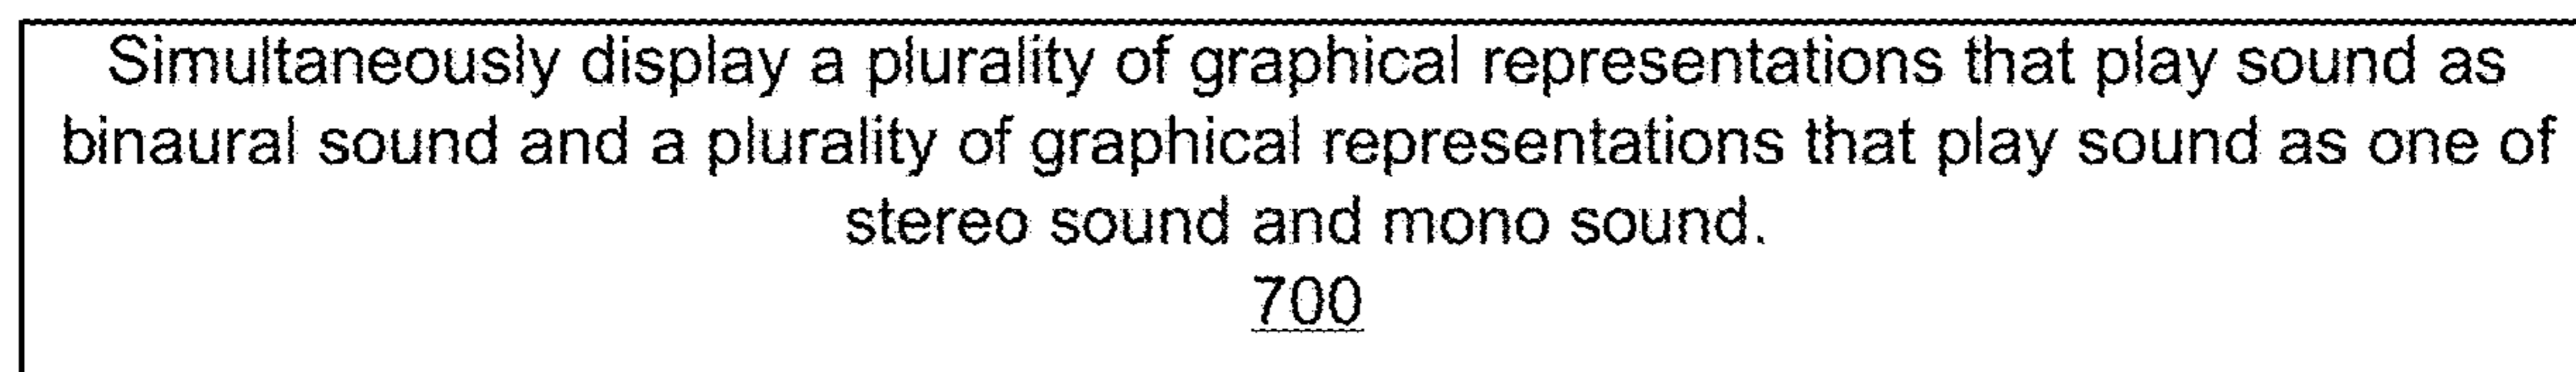 Simultaneously display a plurality of graphical representations that play sound as
binaural sound and a plurality of graphical representations that play sound as one of
stereo sound and mono sound.
700